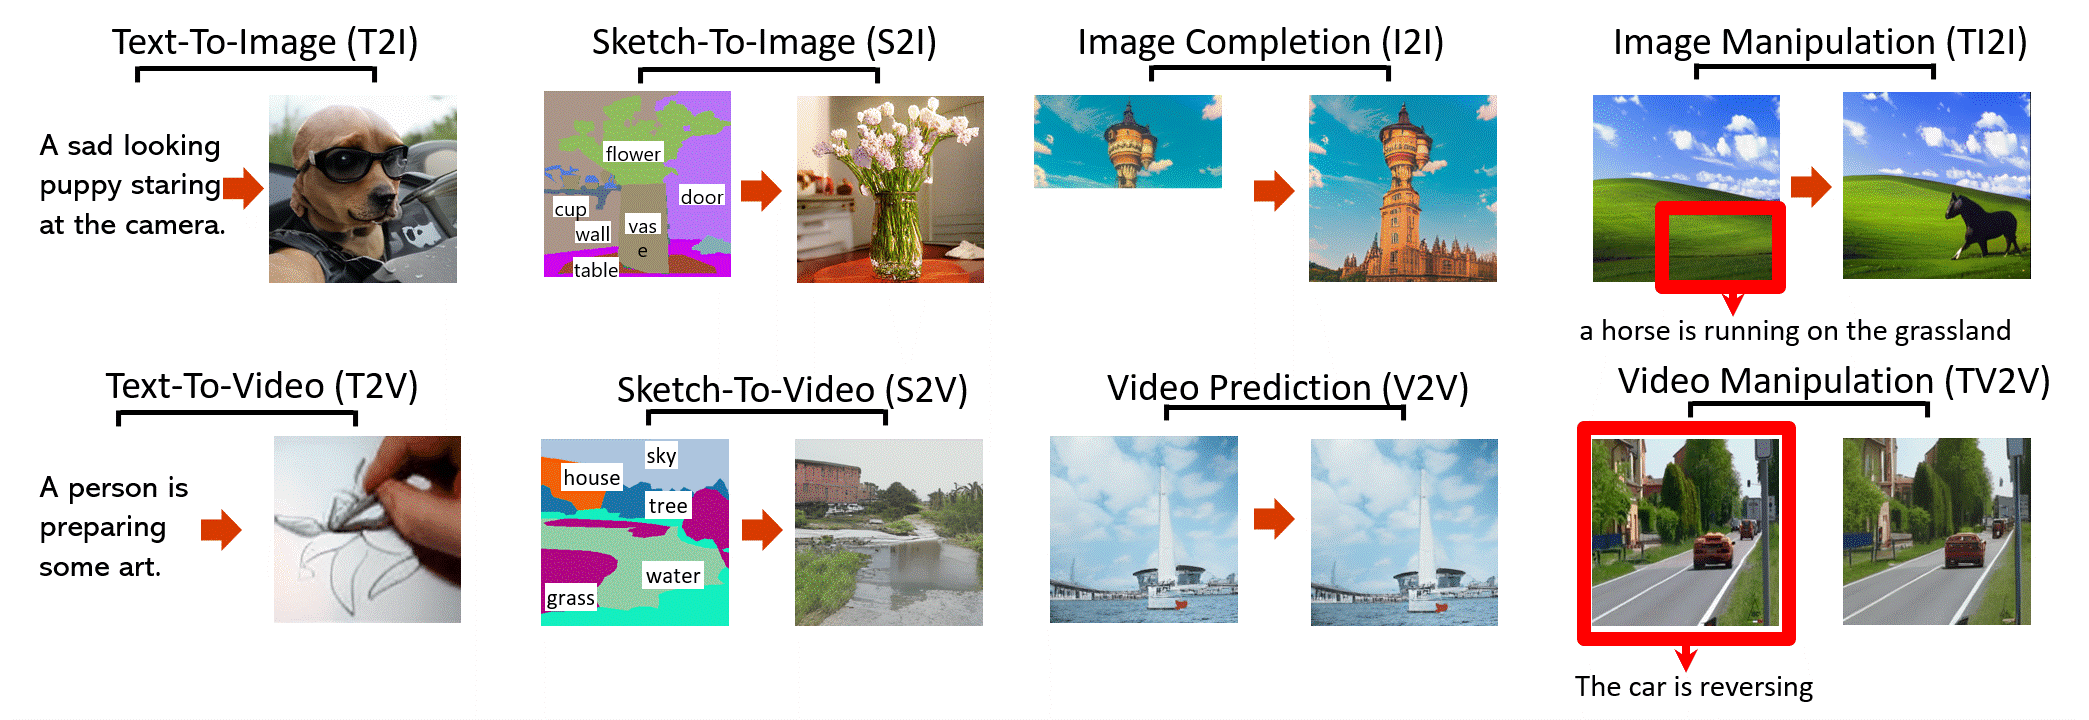 Text-To-Image (T2I)
A sad looking
puppy staring
at the camera.
Sketch-To-Image (S2I)
flower
door
cup
wall
vas
e
table
Image Completion (I2I)
Image Manipulation (TI2I)
a horse is running on the grassland
Text-To-Video (T2V)
A person is
preparing
some art.
Sketch-To-Video (S2V)
sky
house
tree
water
grass
Video Prediction (V2V)
Video Manipulation (TV2V)
The car is reversing